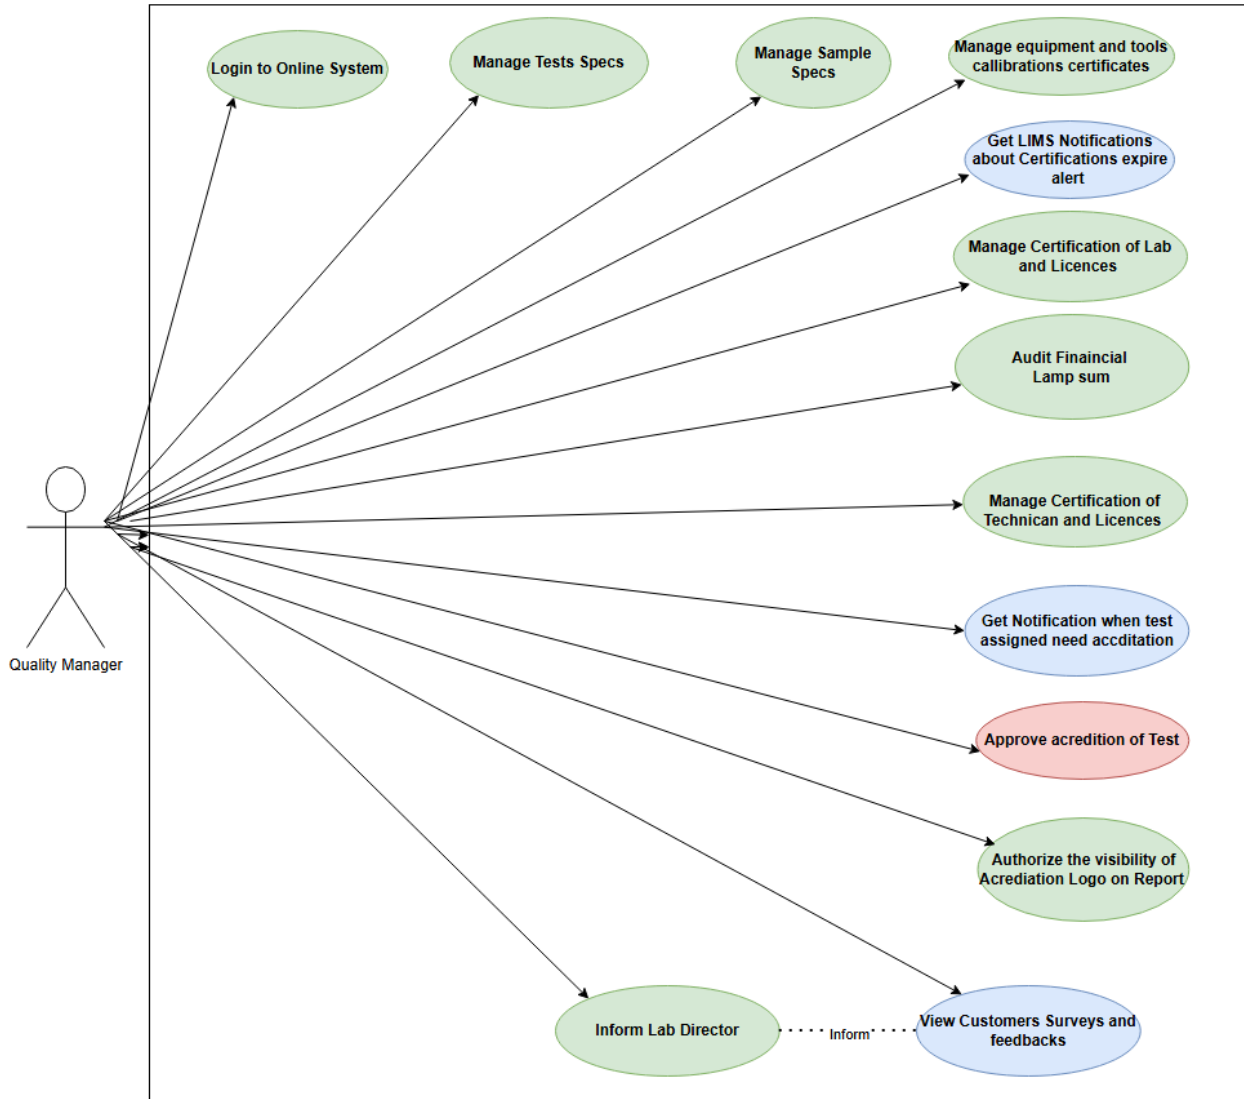 Login to Online System
Manage Tests Specs
Manage Sample
Specs
Manage equipment and tools
callibrations certificates
Get LIMS Notifications
about Certifications expire
alert
Manage Certification of Lab
and Licences
Audit Finaincial
Lamp sum
Manage Certification of
Technican and Licences
Quality Manager
Get Notification when test
assigned need accditation
Approve acredition of Test
Authorize the visibility of
Acrediation Logo on Report
Inform Lab Director
Inform
View Customers Surveys and
feedbacks